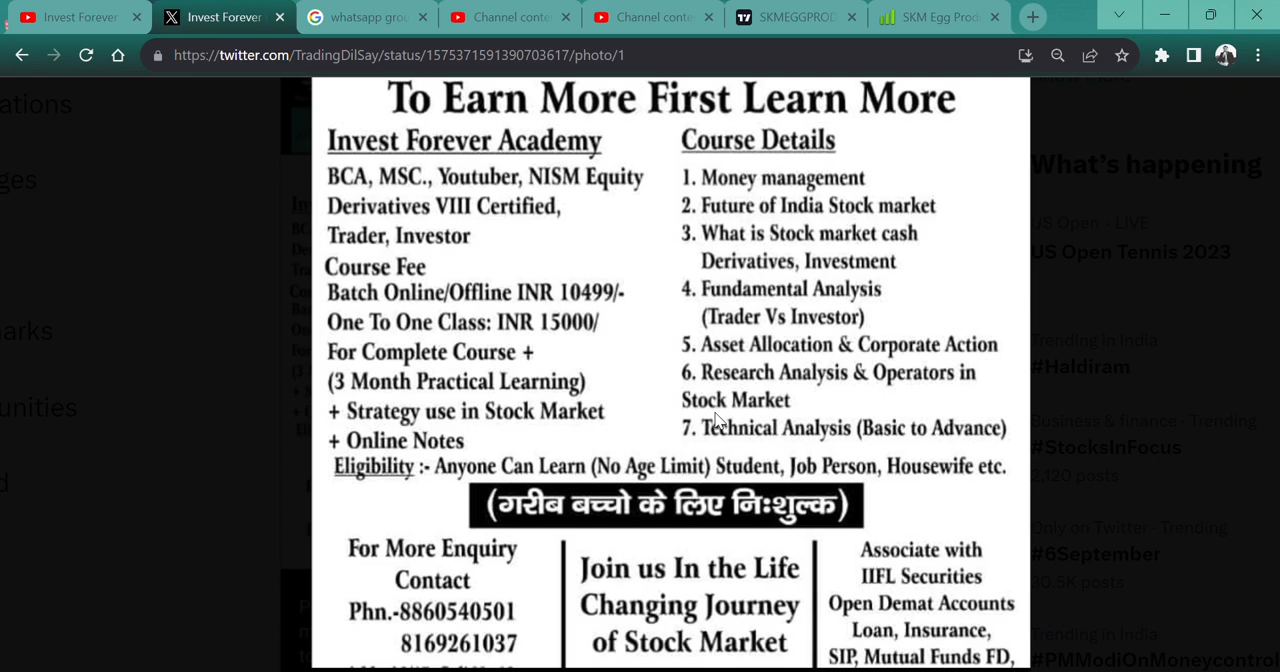 Invest Forever
Invest Forever
whatsapp grou
Channel conte
Channel conte
SKMEGGPROD
SKM Egg Prod
https://twitter.com/TradingDilSay/status/1575371591390703617/photo/1
To Earn More First Learn More
Invest Forever Academy
BCA, MSC., Youtuber, NISM Equity
Derivatives VIII Certified,
Trader, Investor
Course Fee
Batch Online/Offline INR 10499/-
One To One Class: INR 15000/
For Complete Course +
(3 Month Practical Learning)
+ Strategy use in Stock Market
+ Online Notes
Course Details
1. Money management
2. Future of India Stock market
3. What is Stock market cash
Derivatives, Investment
4. Fundamental Analysis
(Trader Vs Investor)
5. Asset Allocation & Corporate Action
6. Research Analysis & Operators in
Stock Market
7. Technical Analysis (Basic to Advance)
Eligibility :- Anyone Can Learn (No Age Limit) Student, Job Person, Housewife etc.
(गरीब बच्चो के लिए निःशुल्क)
For More Enquiry
Contact
Phn.-8860540501
8169261037
Join us In the Life
Changing Journey
of Stock Market
Associate with
IIFL Securities
Open Demat Accounts
Loan, Insurance,
SIP, Mutual Funds FD,
ations
ges
arks
unities
d
What's happening
US Open · LIVE
US Open Tennis 2023
Trending in India
#Haldiram
Business & finance · Trending
#StocksInFocus
2,120 posts
Only on Twitter · Trending
#6September
30.5K posts
Trending in India
#PMModiOnMoneycontro